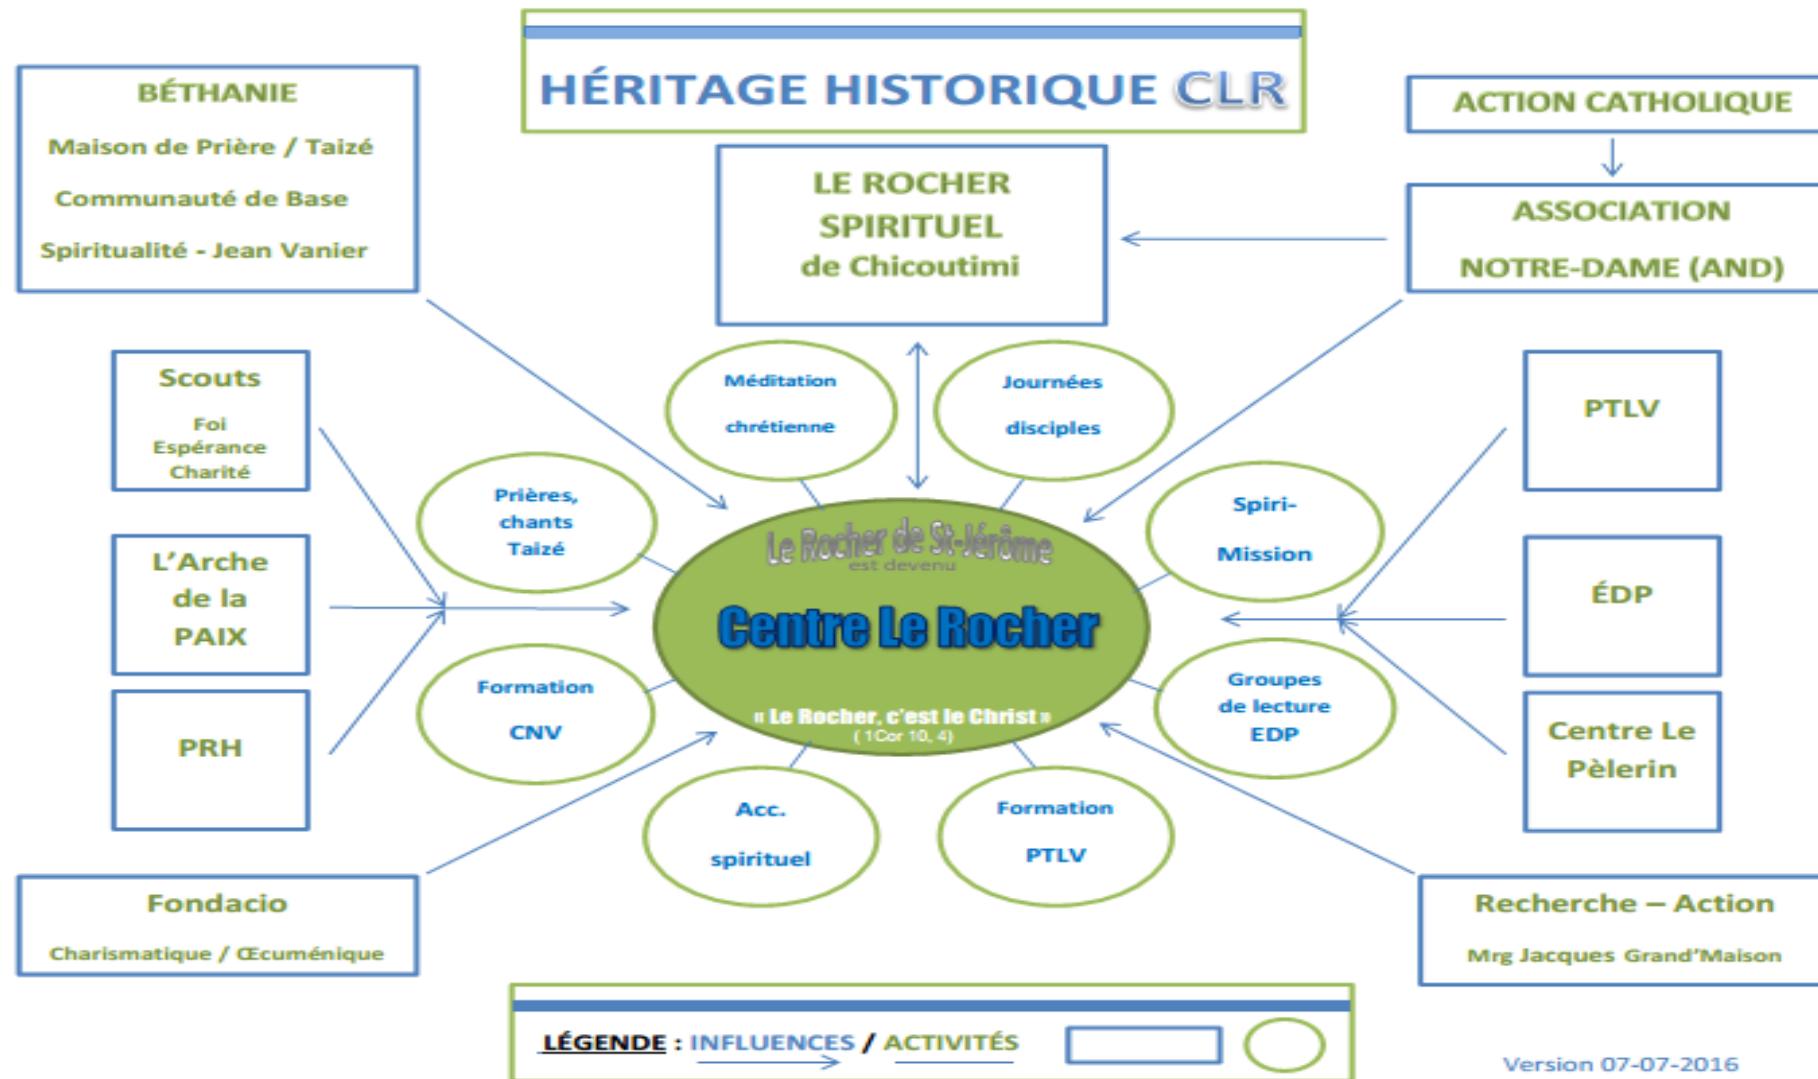 HÉRITAGE HISTORIQUE CLR
BÉTHANIE
Maison de Prière / Taizé
Communauté de Base
Spiritualité - Jean Vanier
LE ROCHER
SPIRITUEL
de Chicoutimi
ACTION CATHOLIQUE
ASSOCIATION
NOTRE-DAME (AND)
Scouts
Foi
Espérance
Charité
L'Arche
de la
PAIX
PRH
Méditation
chrétienne
Journées
disciples
Prières,
chants
Taizé
Spiri-
Mission
Le Rocher de St-Jérôme
est devenu
Centre Le Rocher
« Le Rocher, c'est le Christ »
( 1Cor 10, 4)
Formation
CNV
Groupes
de lecture
EDP
Acc.
spirituel
Formation
PTLV
PTLV
ÉDP
Centre Le
Pèlerin
Fondacio
Charismatique / Œcuménique
Recherche – Action
Mrg Jacques Grand'Maison
LÉGENDE : INFLUENCES / ACTIVITÉS
Version 07-07-2016